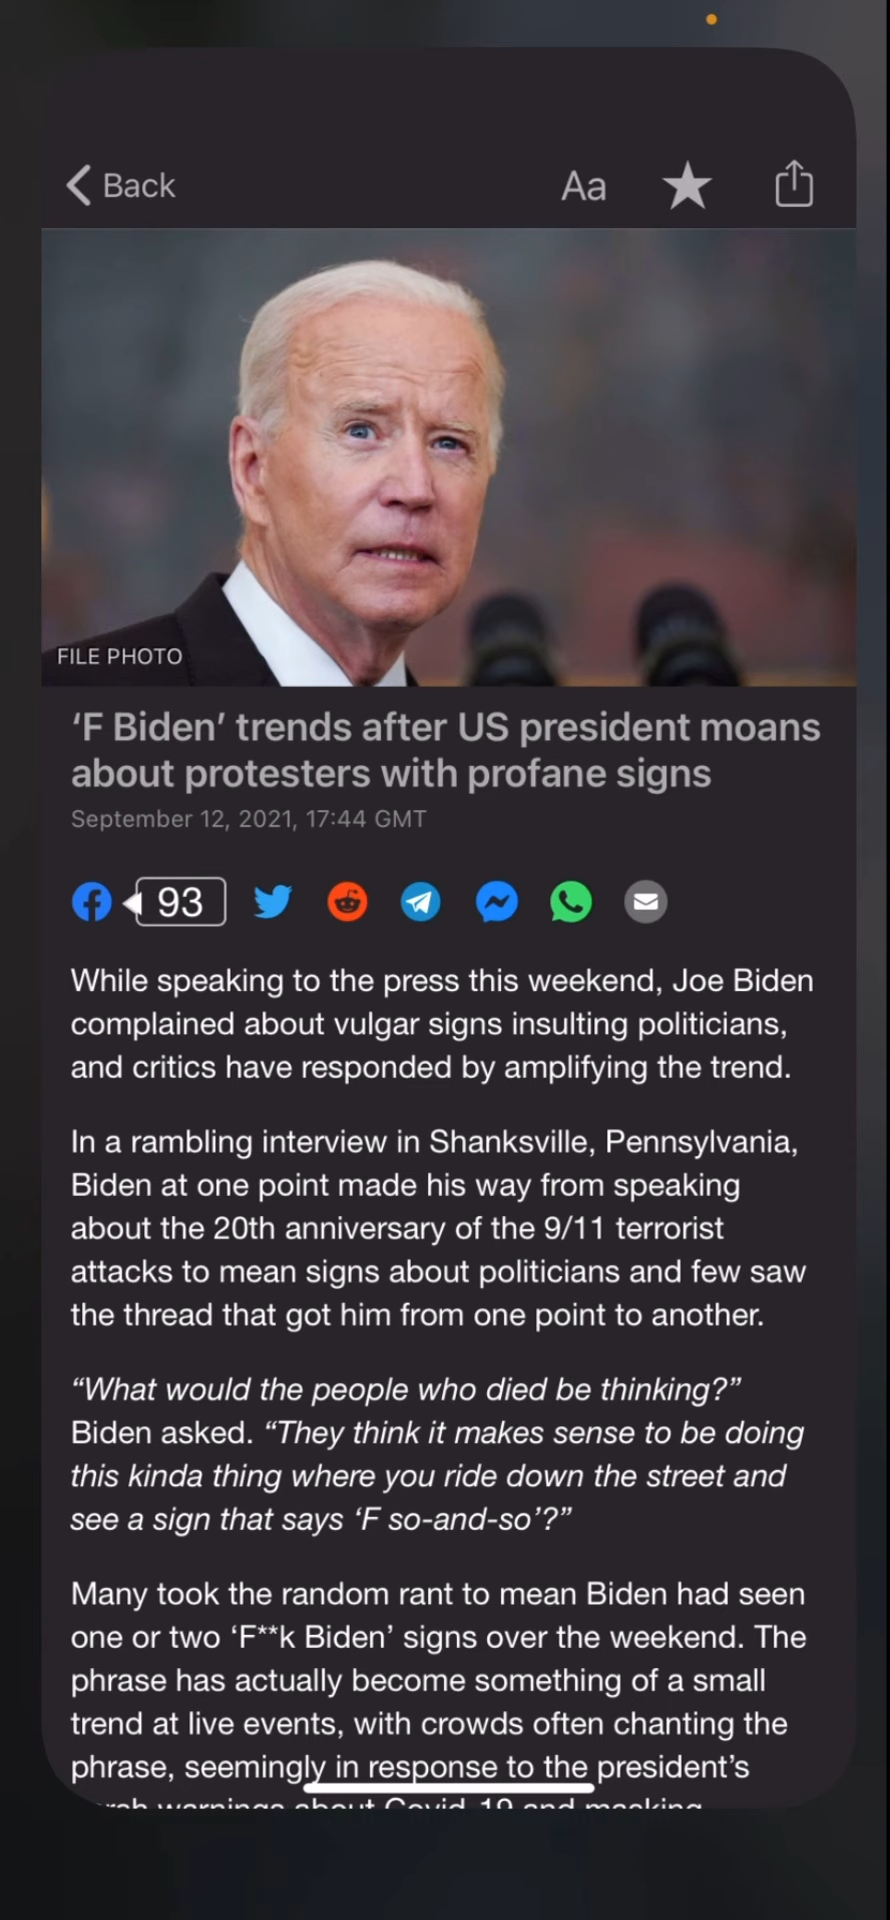 Back
Aa
FILE PHOTO
‘F Biden’ trends after US president moans
about protesters with profane signs
September 12, 2021, 17:44 GMT
93
While speaking to the press this weekend, Joe Biden
complained about vulgar signs insulting politicians,
and critics have responded by amplifying the trend.
In a rambling interview in Shanksville, Pennsylvania,
Biden at one point made his way from speaking
about the 20th anniversary of the 9/11 terrorist
attacks to mean signs about politicians and few saw
the thread that got him from one point to another.
“What would the people who died be thinking?”
Biden asked. “They think it makes sense to be doing
this kinda thing where you ride down the street and
see a sign that says ‘F so-and-so’?”
Many took the random rant to mean Biden had seen
one or two ‘F**k Biden’ signs over the weekend. The
phrase has actually become something of a small
trend at live events, with crowds often chanting the
phrase, seemingly in response to the president’s
warnings about Covid-19 and masking